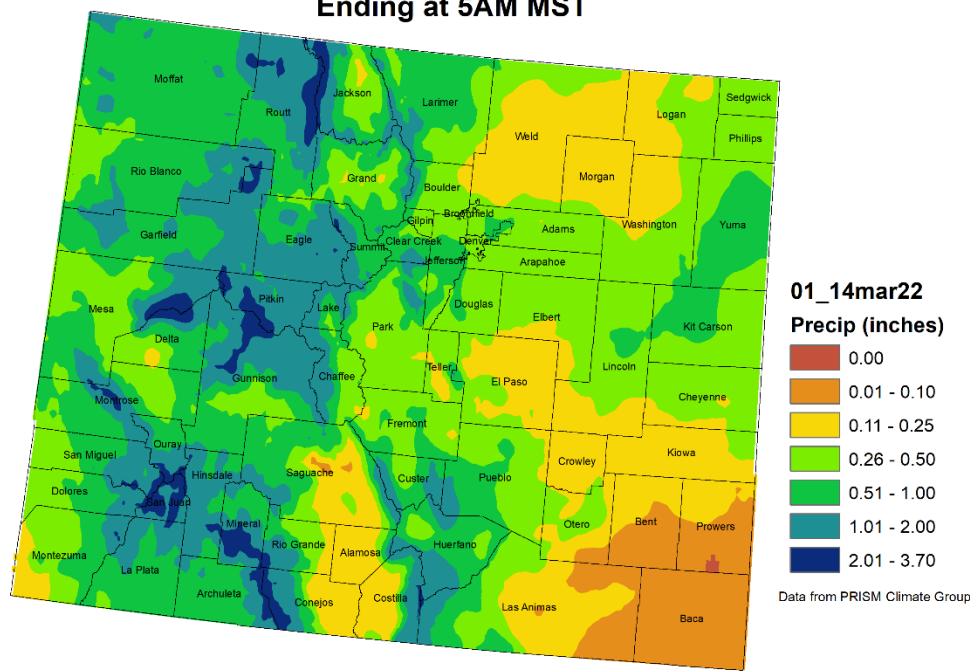 Ending at 5AM MST
Moffat
Routt
Jackson
Larimer
Weld
Logan
Sedgwick
Phillips
Morgan
Rio Blanco
Grand
Boulder
Broomfield
Gilpin
Garfield
Eagle
Summit
Clear Creek
Denver
Adams
Washington
Yuma
Jefferson
Arapahoe
Mesa
Pitkin
Lake
Park
Douglas
Elbert
Kit Carson
Delta
Gunnison
Chaffee
Teller
El Paso
Lincoln
Cheyenne
Montrose
Fremont
Ouray
San Miguel
Hinsdale
Saguache
Custer
Pueblo
Crowley
Kiowa
Dolores
San Juan
Mineral
Rio Grande
Alamosa
Huerfano
Otero
Bent
Prowers
Montezuma
La Plata
Archuleta
Conejos
Costilla
Las Animas
Baca
01_14mar22
Precip (inches)
0.00
0.01 - 0.10
0.11 - 0.25
0.26 - 0.50
0.51 - 1.00
1.01 - 2.00
2.01 - 3.70
Data from PRISM Climate Group